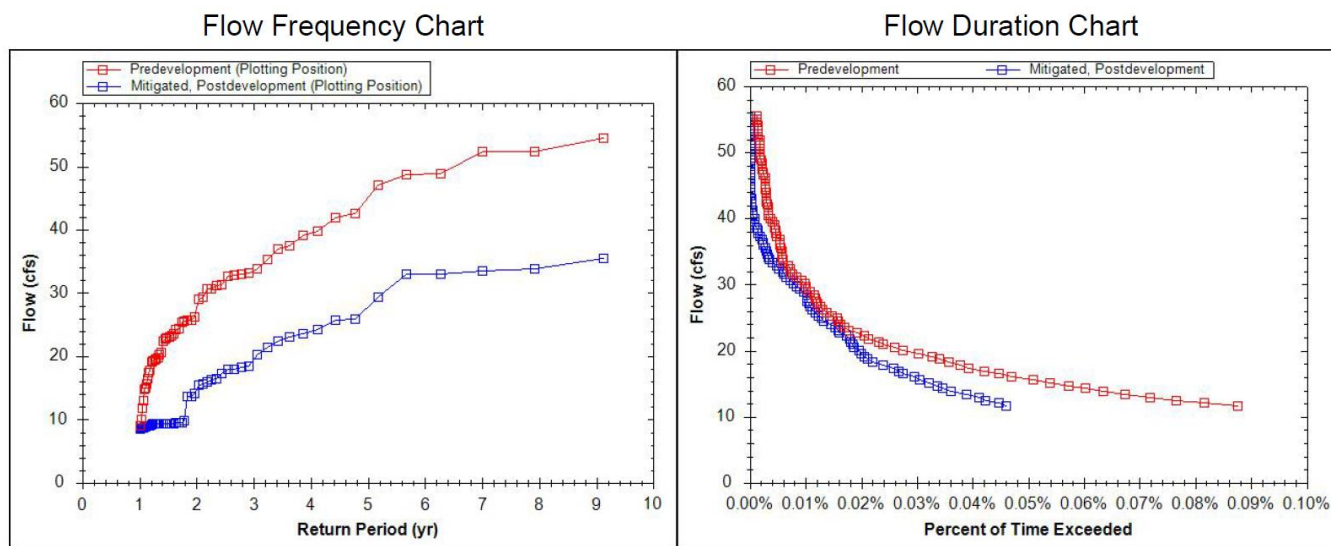 Flow Frequency Chart
Predevelopment (Plotting Position)
Mitigated, Postdevelopment (Plotting Position)
60
50
40
30
20
10
0
Flow (cfs)
0 1 2 3 4 5 6 7 8 9 10
Return Period (yr)
Flow Duration Chart
Predevelopment Mitigated, Postdevelopment
60
50
40
30
20
10
0
Flow (cfs)
0.00% 0.01% 0.02% 0.03% 0.04% 0.05% 0.06% 0.07% 0.08% 0.09% 0.10%
Percent of Time Exceeded